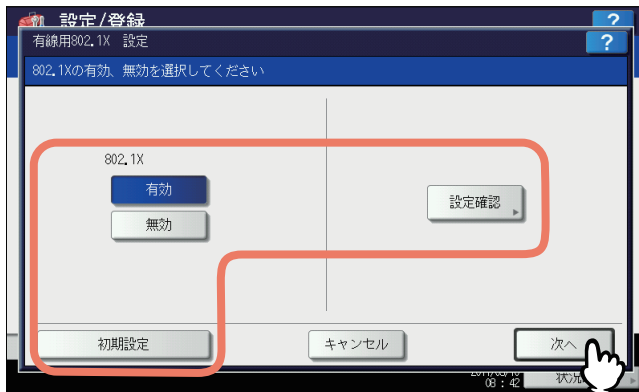 設定/登録
?
有線用802.1X 設定
?
802.1Xの有効、無効を選択してください
802.1X
有効
無効
設定確認
初期設定
キャンセル
次へ
08:42